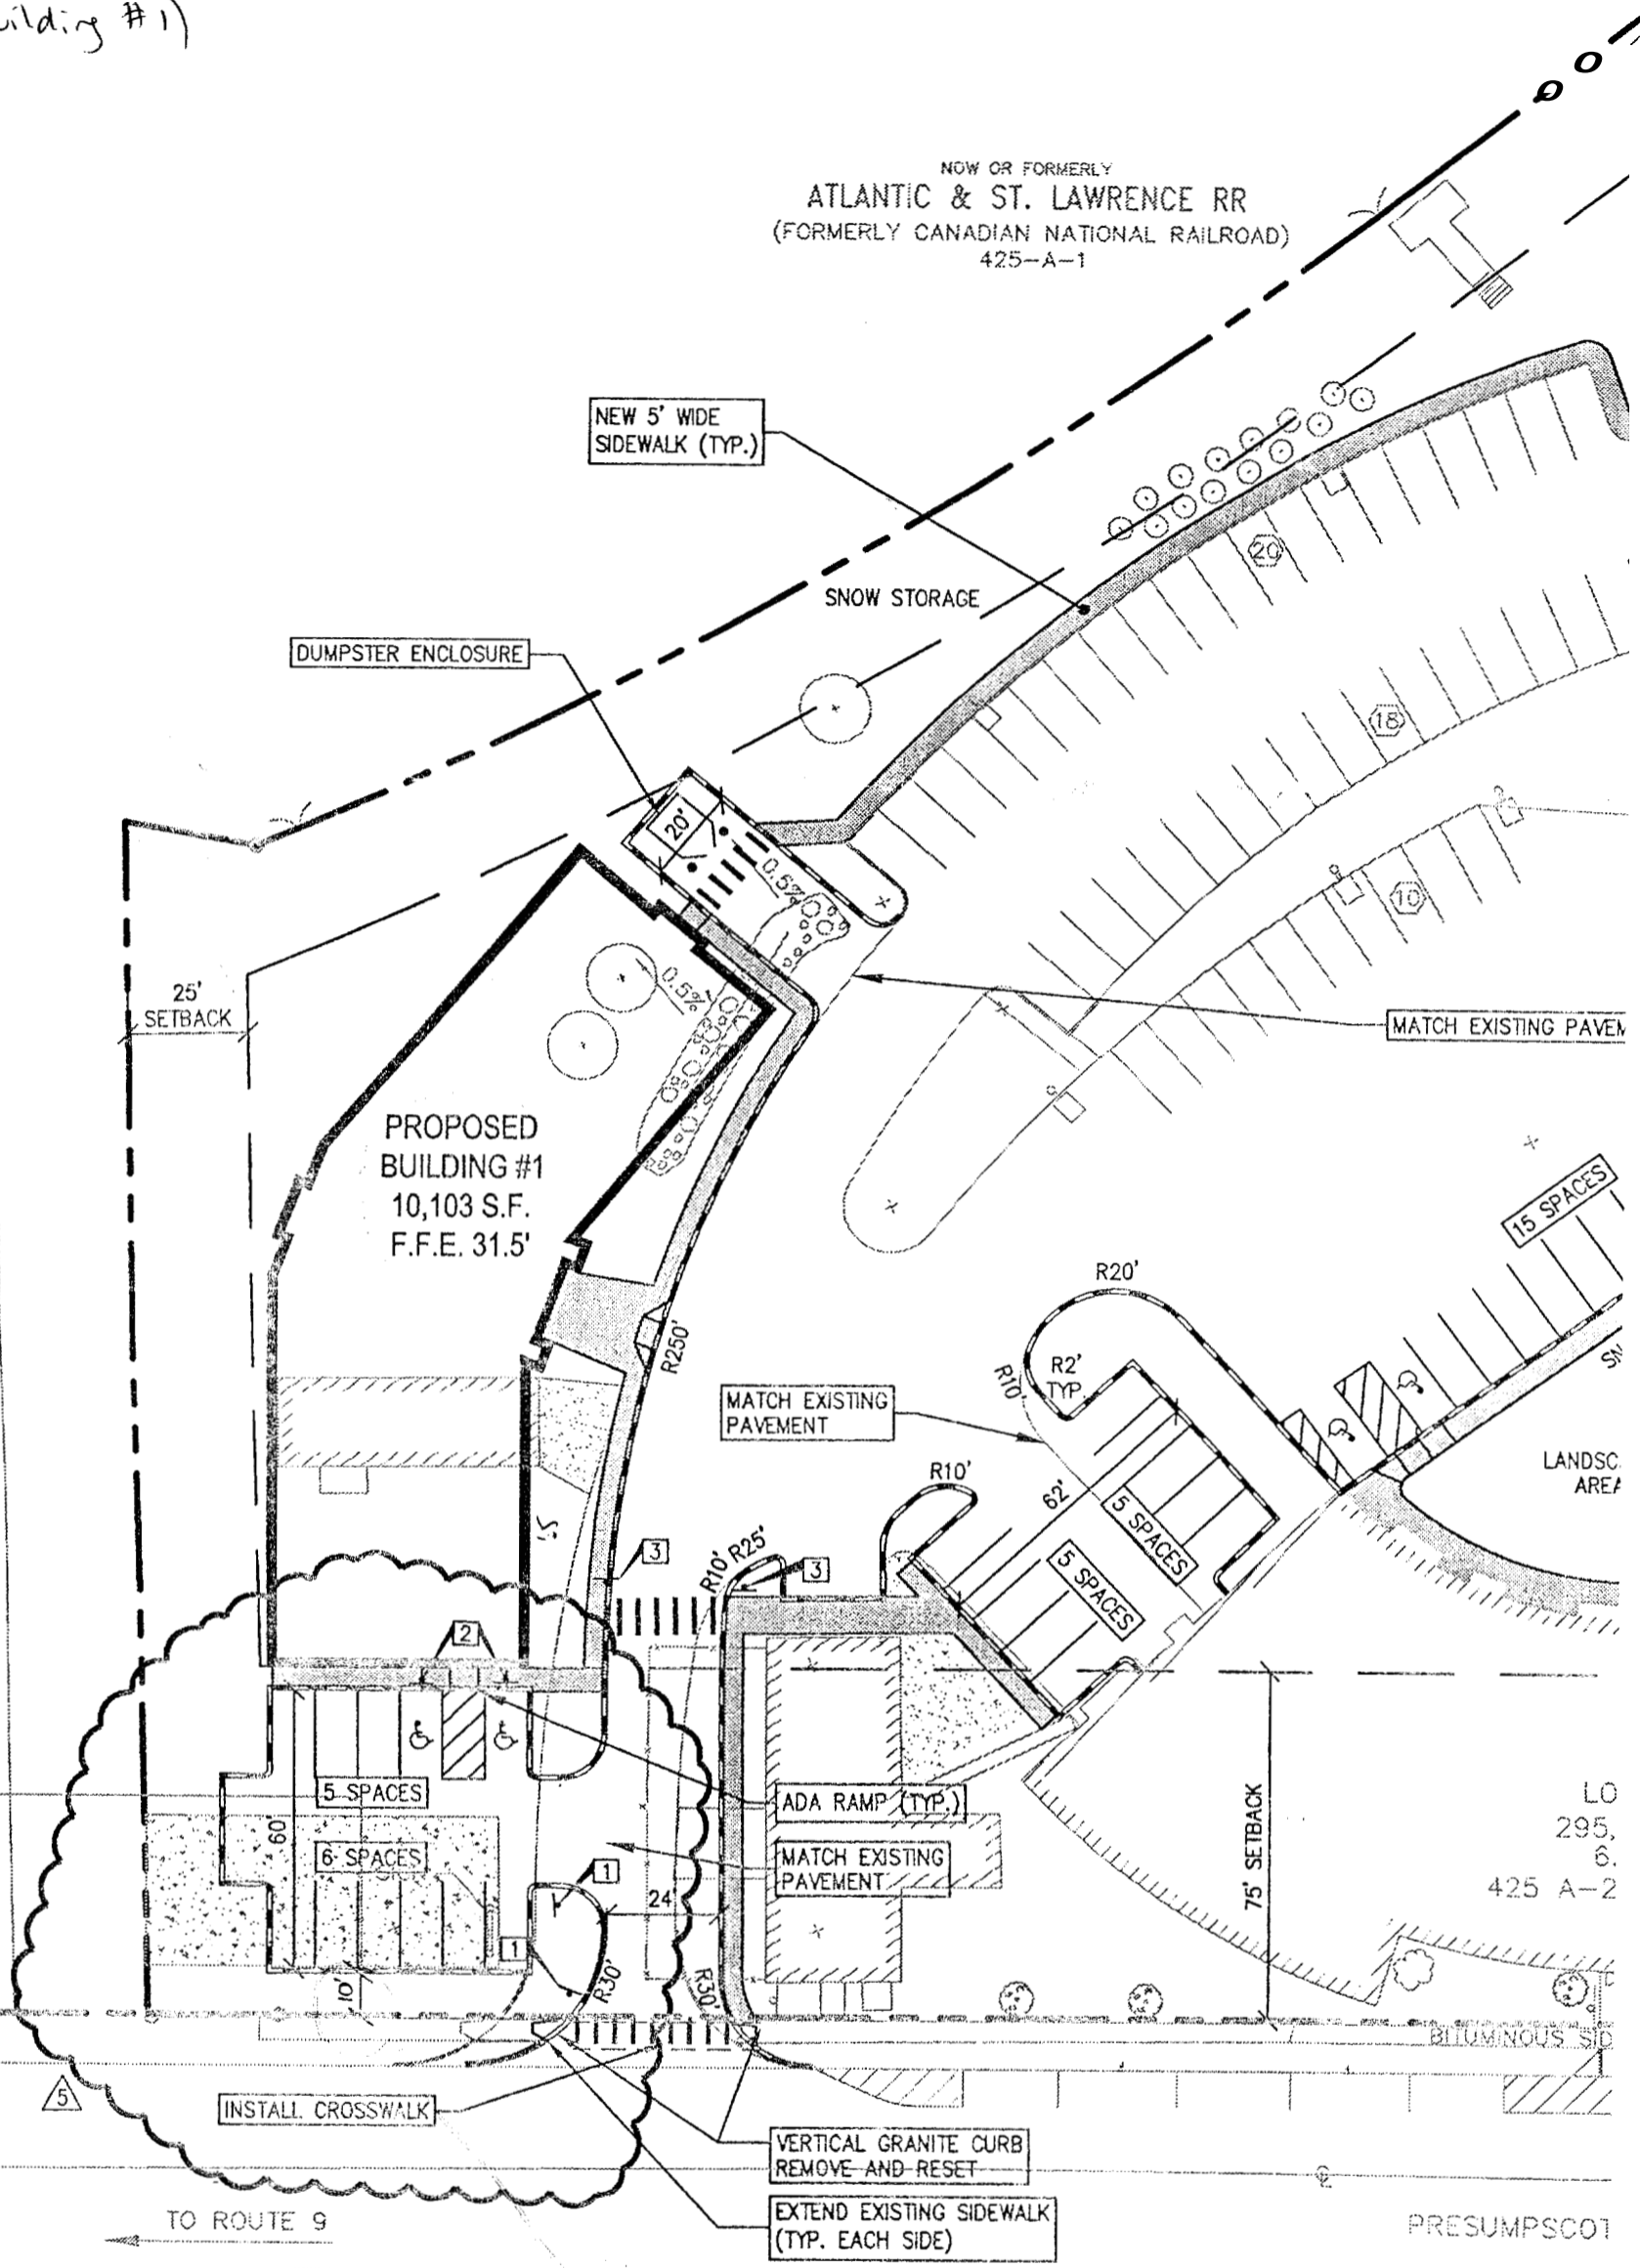 uilding #1)
NOW OR FORMERLY
ATLANTIC & ST. LAWRENCE RR
(FORMERLY CANADIAN NATIONAL RAILROAD)
425-A-1
NEW 5' WIDE
SIDEWALK (TYP.)
20
SNOW STORAGE
DUMPSTER ENCLOSURE
18
20'
0.5%
10
0.5%
25'
SETBACK
MATCH EXISTING PAVEM
PROPOSED
BUILDING #1
10,103 S.F.
F.F.E. 31.5'
15 SPACES
R20'
R250'
R10'
R2'
TYP.
SN
MATCH EXISTING
PAVEMENT
LANDSC
AREA
R10'
62'
5 SPACES
5 SPACES
3
R10'
R25'
3
2
5 SPACES
60'
6 SPACES
ADA RAMP (TYP.)
MATCH EXISTING
PAVEMENT
1
24'
1
75' SETBACK
LO
295,
6.
425 A-2
10'
R30'
R30'
BITUMINOUS SID
5
INSTALL CROSSWALK
VERTICAL GRANITE CURB
REMOVE AND RESET
EXTEND EXISTING SIDEWALK
(TYP. EACH SIDE)
TO ROUTE 9
PRESUMPSCOT